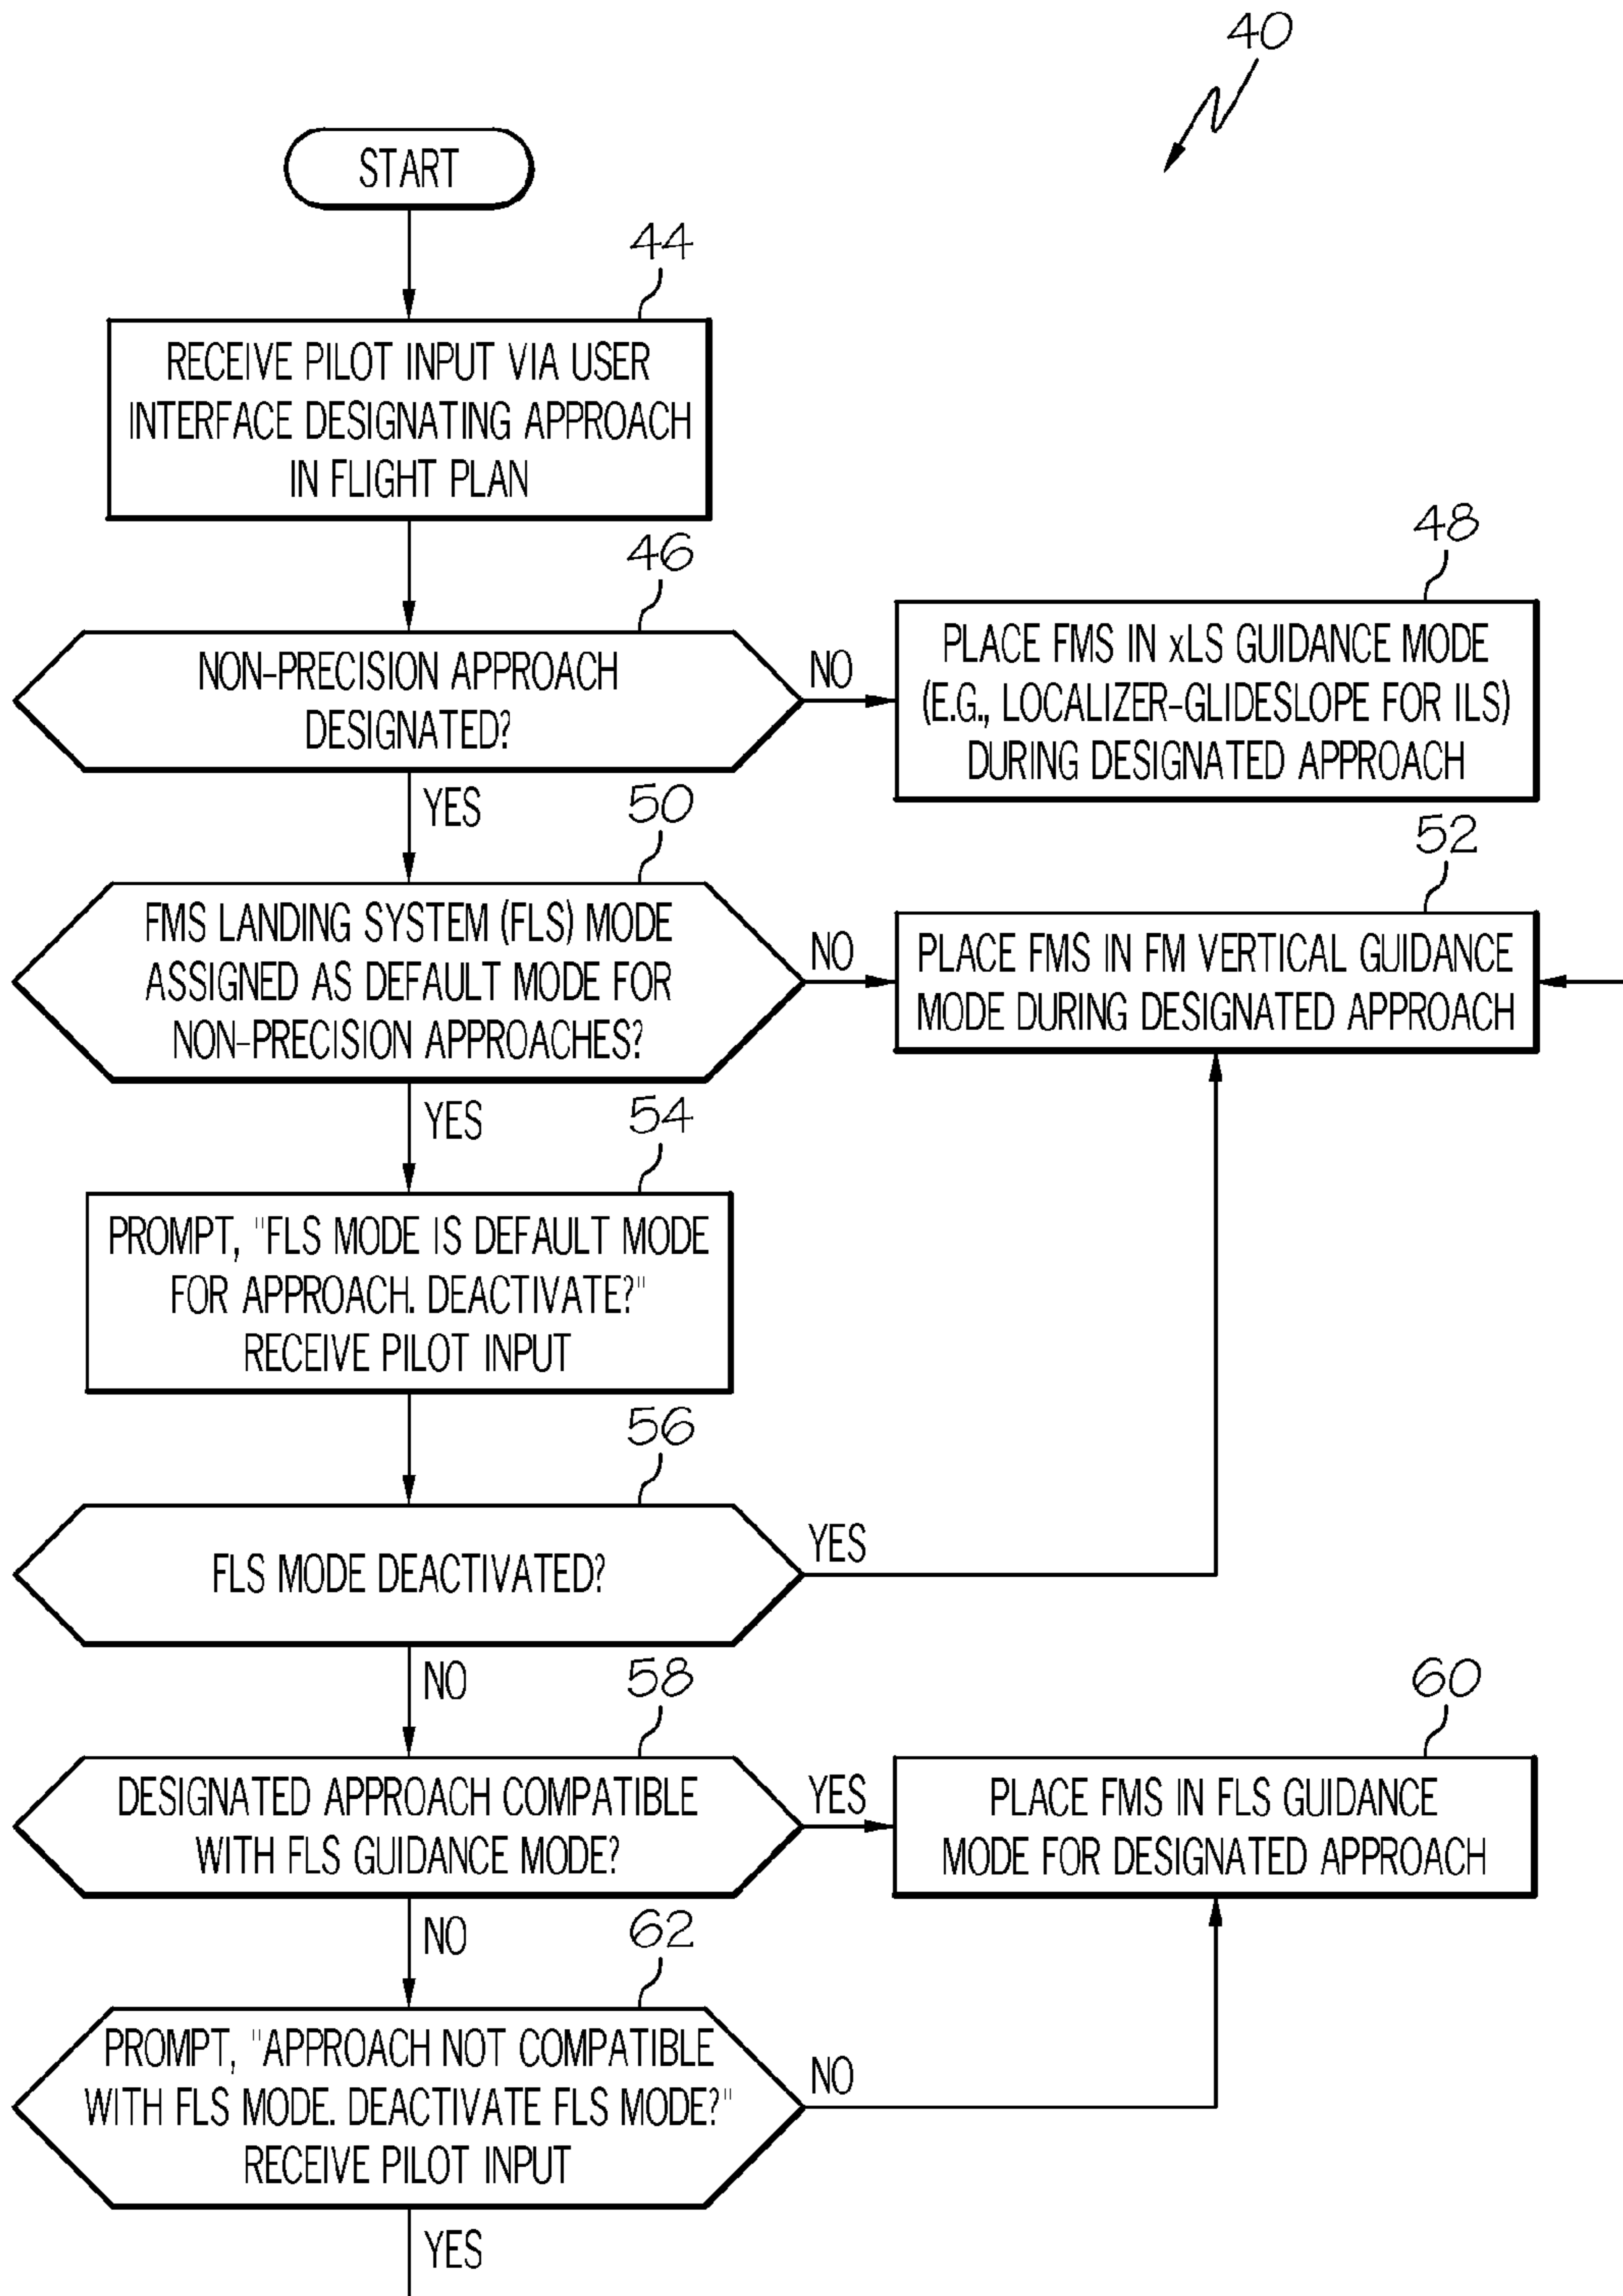 40
START
44
RECEIVE PILOT INPUT VIA USER
INTERFACE DESIGNATING APPROACH
IN FLIGHT PLAN
46
NON-PRECISION APPROACH
DESIGNATED?
NO
48
PLACE FMS IN xLS GUIDANCE MODE
(E.G., LOCALIZER-GLIDESLOPE FOR ILS)
DURING DESIGNATED APPROACH
YES
50
FMS LANDING SYSTEM (FLS) MODE
ASSIGNED AS DEFAULT MODE FOR
NON-PRECISION APPROACHES?
NO
52
PLACE FMS IN FM VERTICAL GUIDANCE
MODE DURING DESIGNATED APPROACH
YES
54
PROMPT, "FLS MODE IS DEFAULT MODE
FOR APPROACH. DEACTIVATE?"
RECEIVE PILOT INPUT
56
FLS MODE DEACTIVATED?
YES
NO
58
DESIGNATED APPROACH COMPATIBLE
WITH FLS GUIDANCE MODE?
YES
60
PLACE FMS IN FLS GUIDANCE
MODE FOR DESIGNATED APPROACH
NO
62
PROMPT, "APPROACH NOT COMPATIBLE
WITH FLS MODE. DEACTIVATE FLS MODE?"
RECEIVE PILOT INPUT
NO
YES